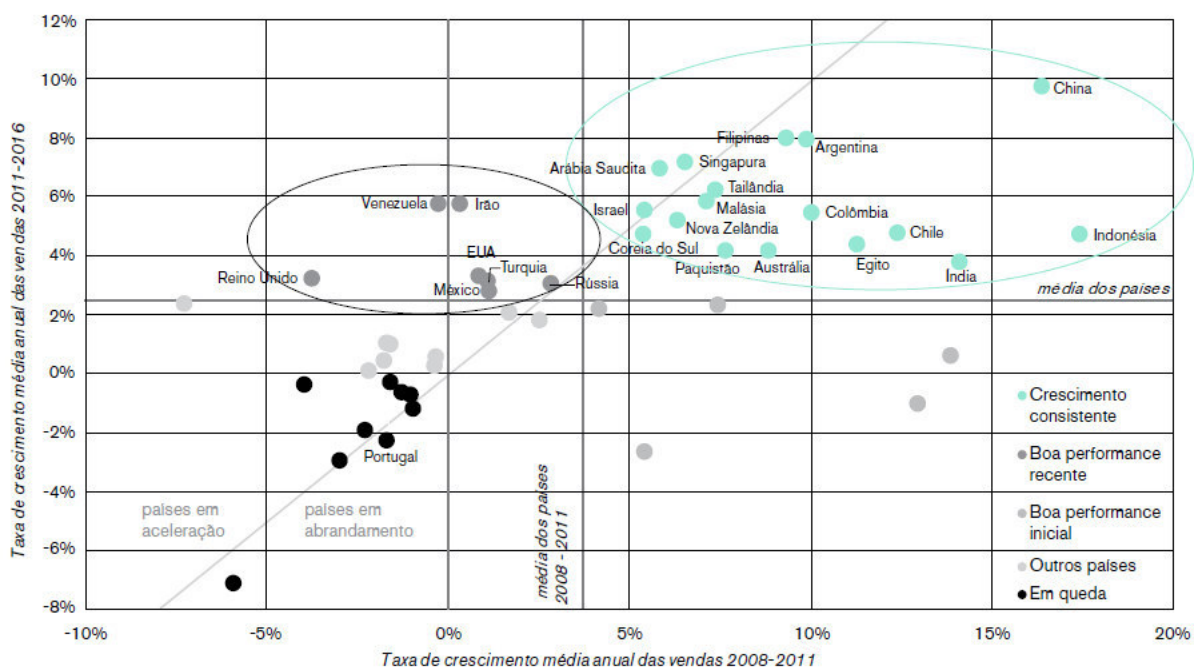 12%
10%
8%
6%
4%
2%
0%
-2%
-4%
-6%
-8%
Taxa de crescimento média anual das vendas 2011-2016
China
Filipinas
Argentina
Arábia Saudita
Singapura
Tailândia
Venezuela
Irão
Israel
Malásia
Colômbia
Nova Zelândia
Chile
Indonésia
EUA
Coreia do Sul
Turquia
Paquistão
Austrália
Egito
Índia
Reino Unido
México
Rússia
média dos países
Portugal
países em
aceleração
países em
abrandamento
média dos países
2008 - 2011
Crescimento
consistente
Boa performance
recente
Boa performance
inicial
Outros países
Em queda
-10%
-5%
0%
5%
10%
15%
20%
Taxa de crescimento média anual das vendas 2008-2011